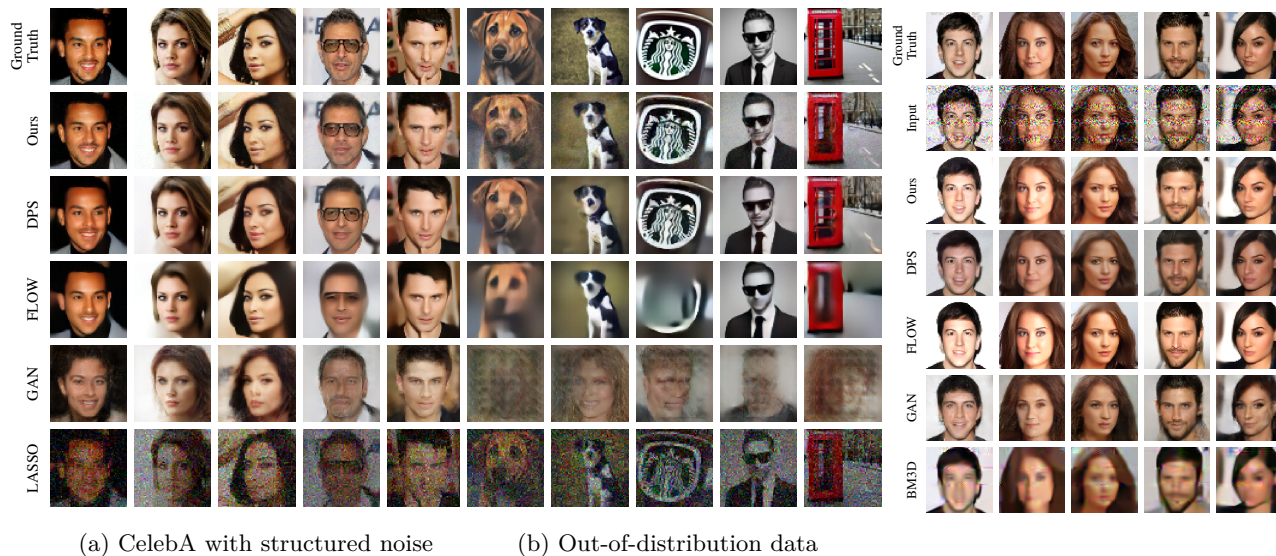 Ground
Truth
Ours
DPS
FLOW
GAN
LASSO
(a) CelebA with structured noise
(b) Out-of-distribution data
Ground
Truth
Input
Ours
DPS
FLOW
GAN
BM3D